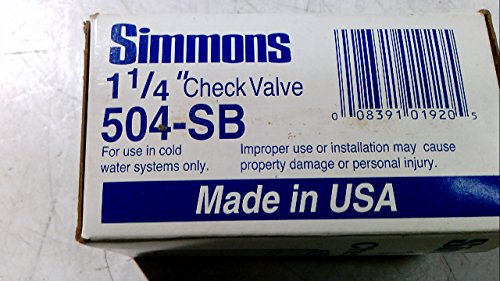 Simmons
1 1/4" Check Valve
504-SB
0 08391 01920 5
For use in cold
water systems only.
Improper use or installation may cause
property damage or personal injury.
Made in USA